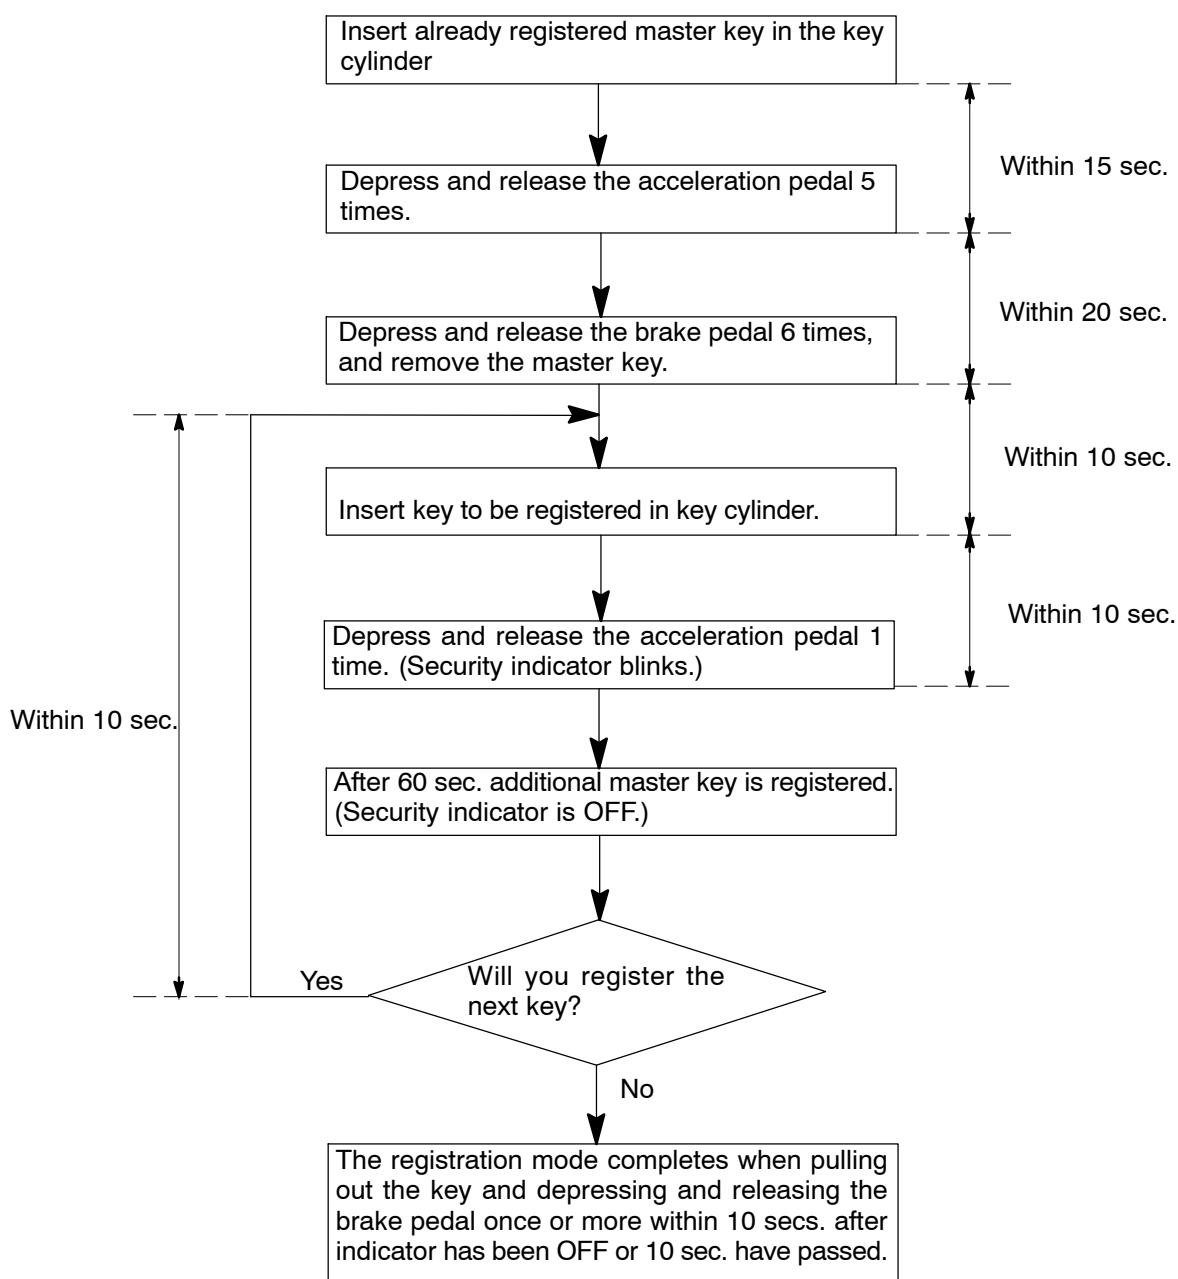 Insert already registered master key in the key
cylinder
Within 15 sec.
Depress and release the acceleration pedal 5
times.
Within 20 sec.
Depress and release the brake pedal 6 times,
and remove the master key.
Within 10 sec.
Insert key to be registered in key cylinder.
Within 10 sec.
Depress and release the acceleration pedal 1
time. (Security indicator blinks.)
Within 10 sec.
After 60 sec. additional master key is registered.
(Security indicator is OFF.)
Will you register the
next key?
Yes
No
The registration mode completes when pulling
out the key and depressing and releasing the
brake pedal once or more within 10 secs. after
indicator has been OFF or 10 sec. have passed.